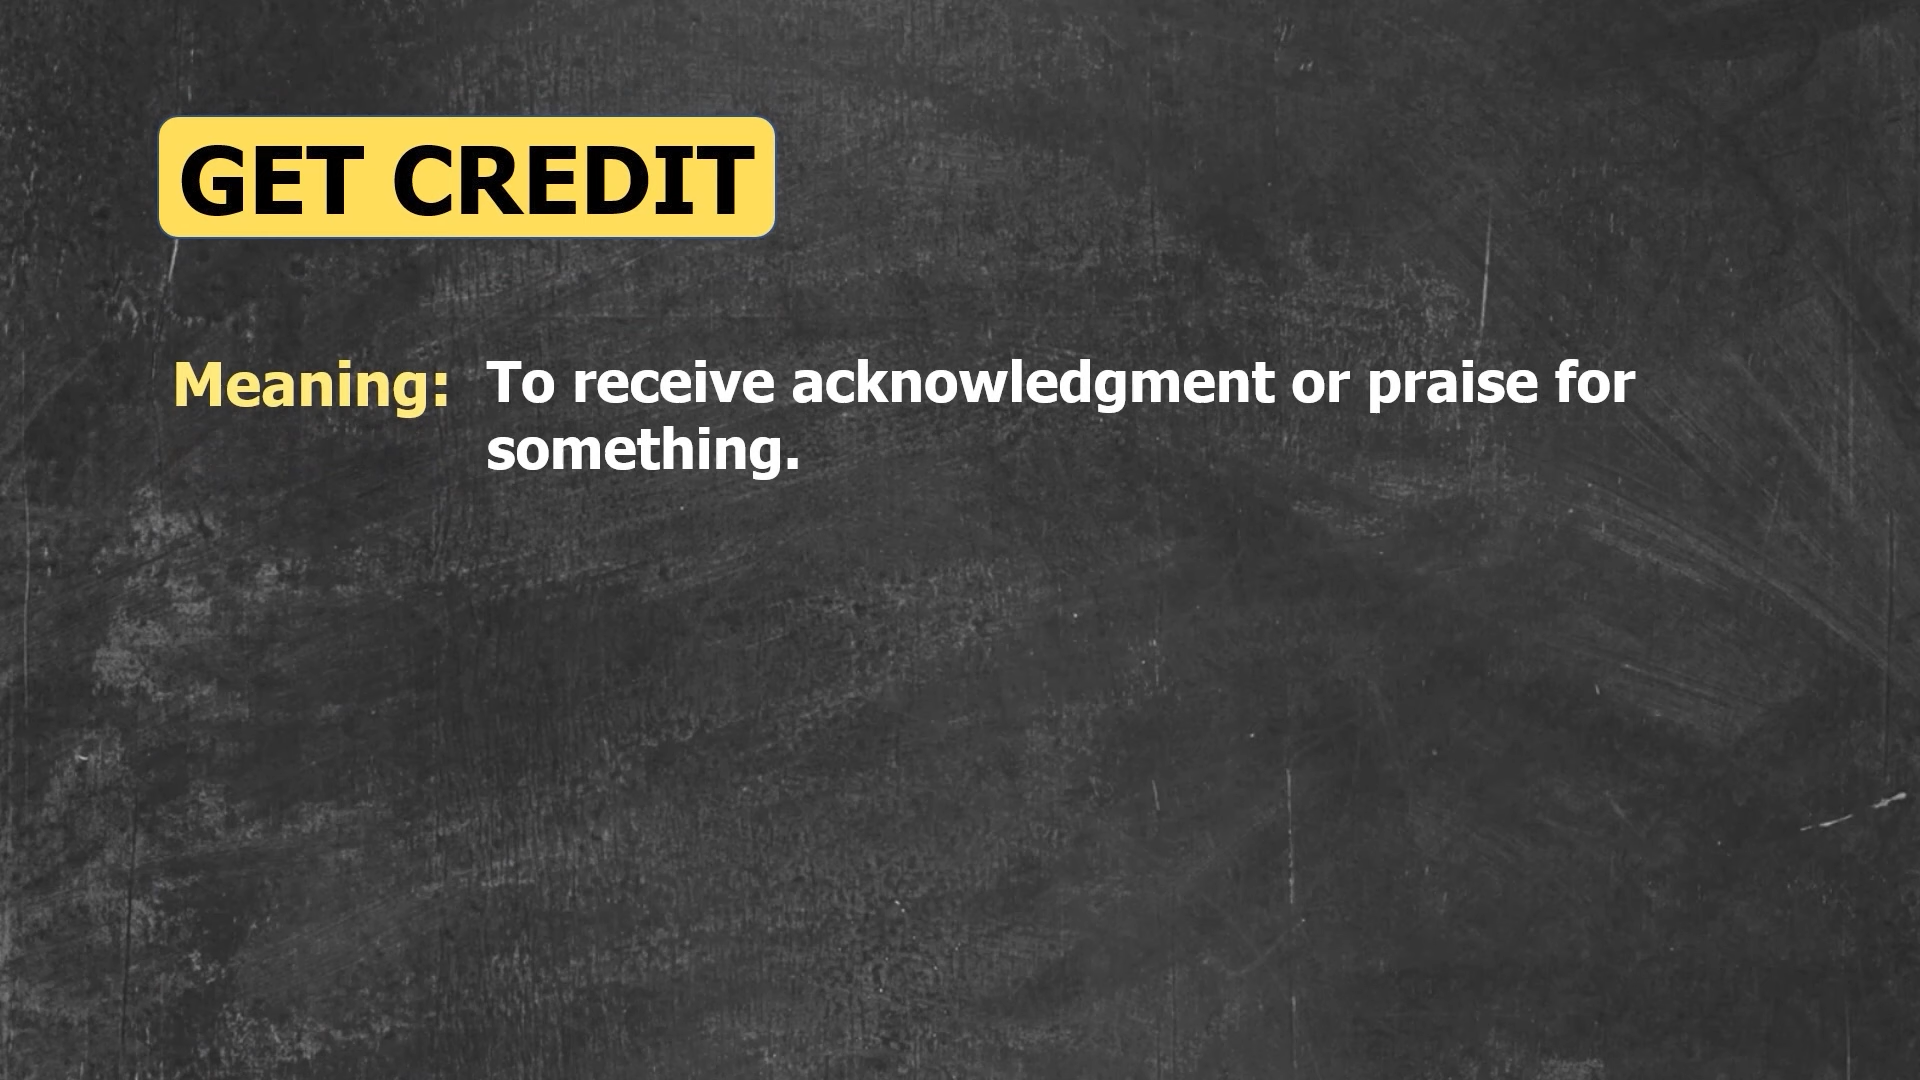 GET CREDIT
Meaning: To receive acknowledgment or praise for
something.